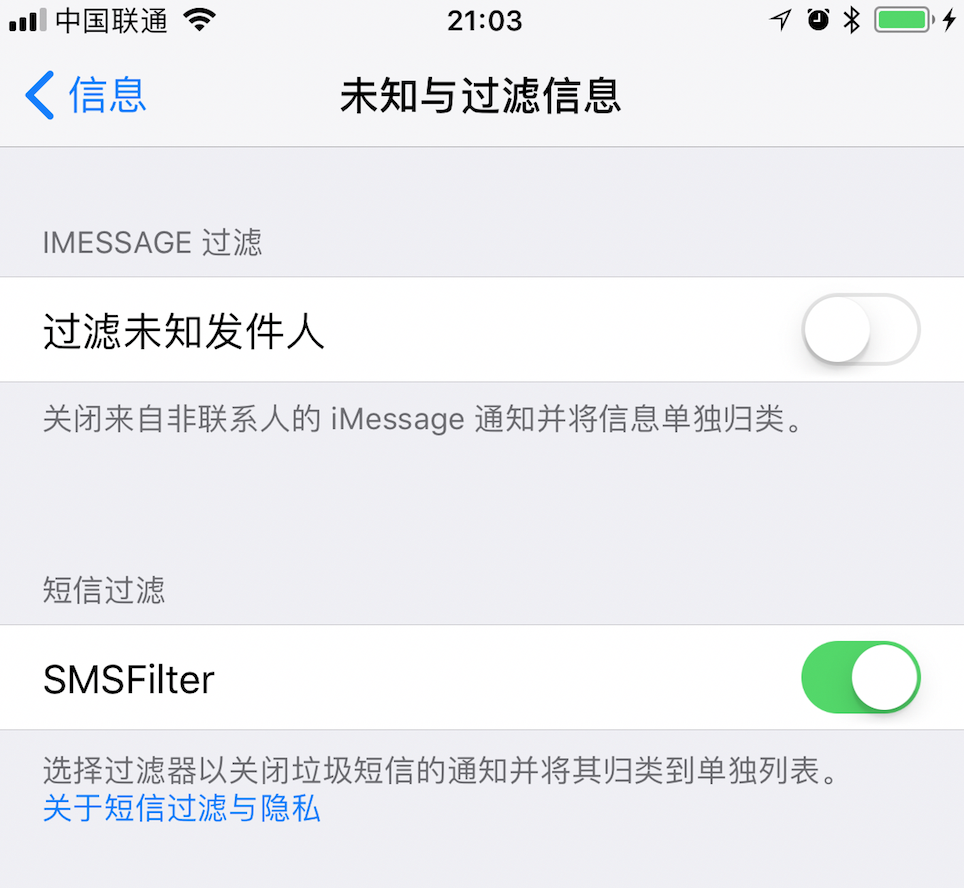 中国联通 21:03
信息 未知与过滤信息
IMESSAGE 过滤
过滤未知发件人
关闭来自非联系人的 iMessage 通知并将信息单独归类。
短信过滤
SMSFilter
选择过滤器以关闭垃圾短信的通知并将其归类到单独列表。
关于短信过滤与隐私